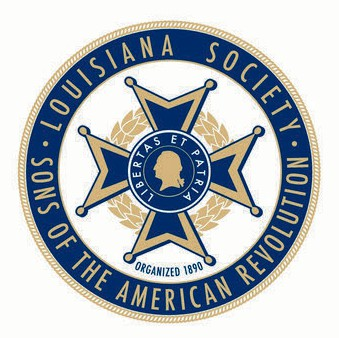 LOUISIANA SOCIETY
SONS OF THE AMERICAN REVOLUTION
LIBERTAS ET PATRIA
ORGANIZED 1890